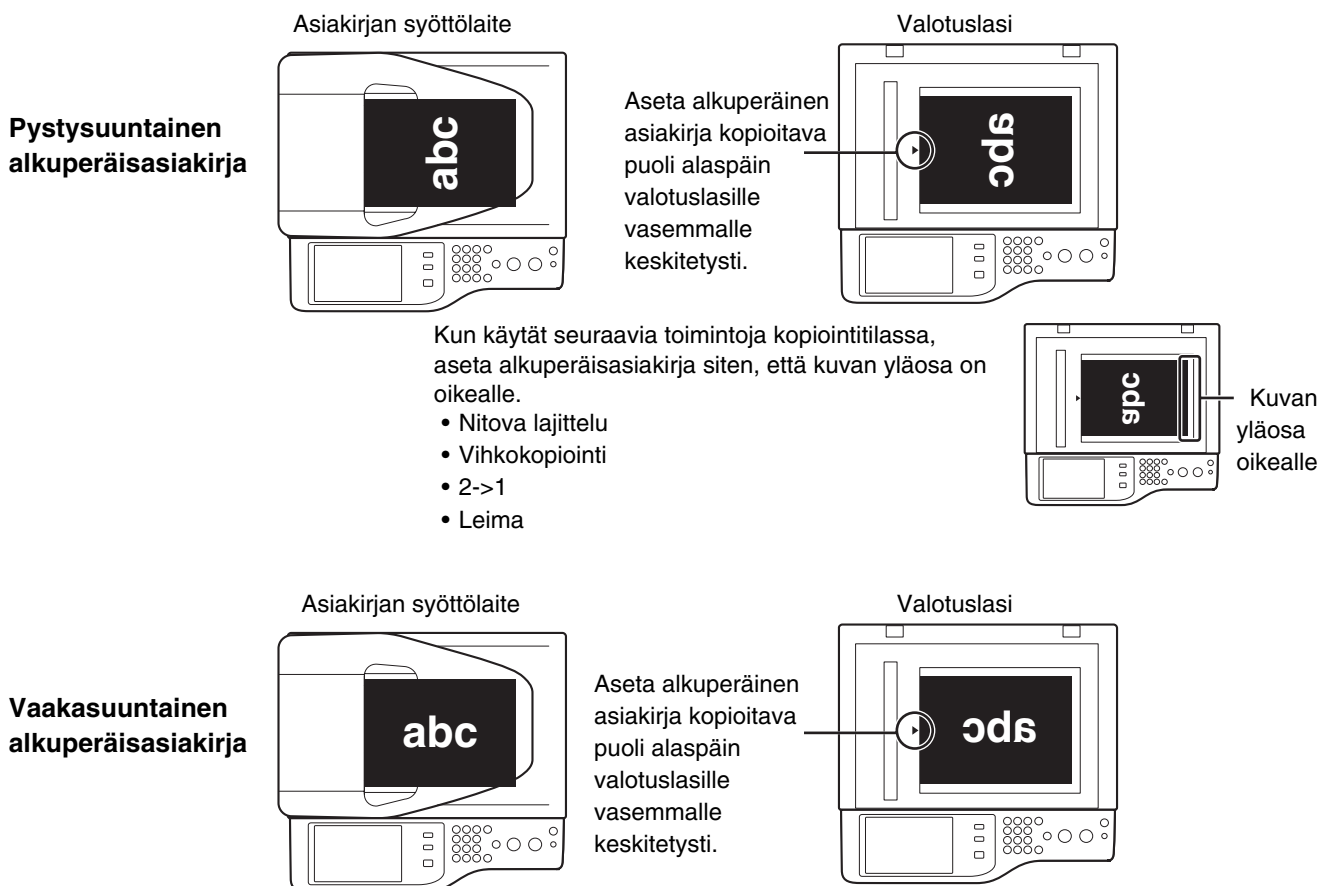 Asiakirjan syöttölaite
Valotuslasi
Pystysuuntainen
alkuperäisasiakirja
abc
Aseta alkuperäinen
asiakirja kopioitava
puoli alaspäin
valotuslasille
vasemmalle
keskitetysti.
abc
Kun käytät seuraavia toimintoja kopiointitilassa,
aseta alkuperäisasiakirja siten, että kuvan yläosa on
oikealle.
• Nitova lajittelu
• Vihkokopiointi
• 2->1
• Leima
abc
Kuvan
yläosa
oikealle
Asiakirjan syöttölaite
Valotuslasi
Vaakasuuntainen
alkuperäisasiakirja
abc
Aseta alkuperäinen
asiakirja kopioitava
puoli alaspäin
valotuslasille
vasemmalle
keskitetysti.
abc